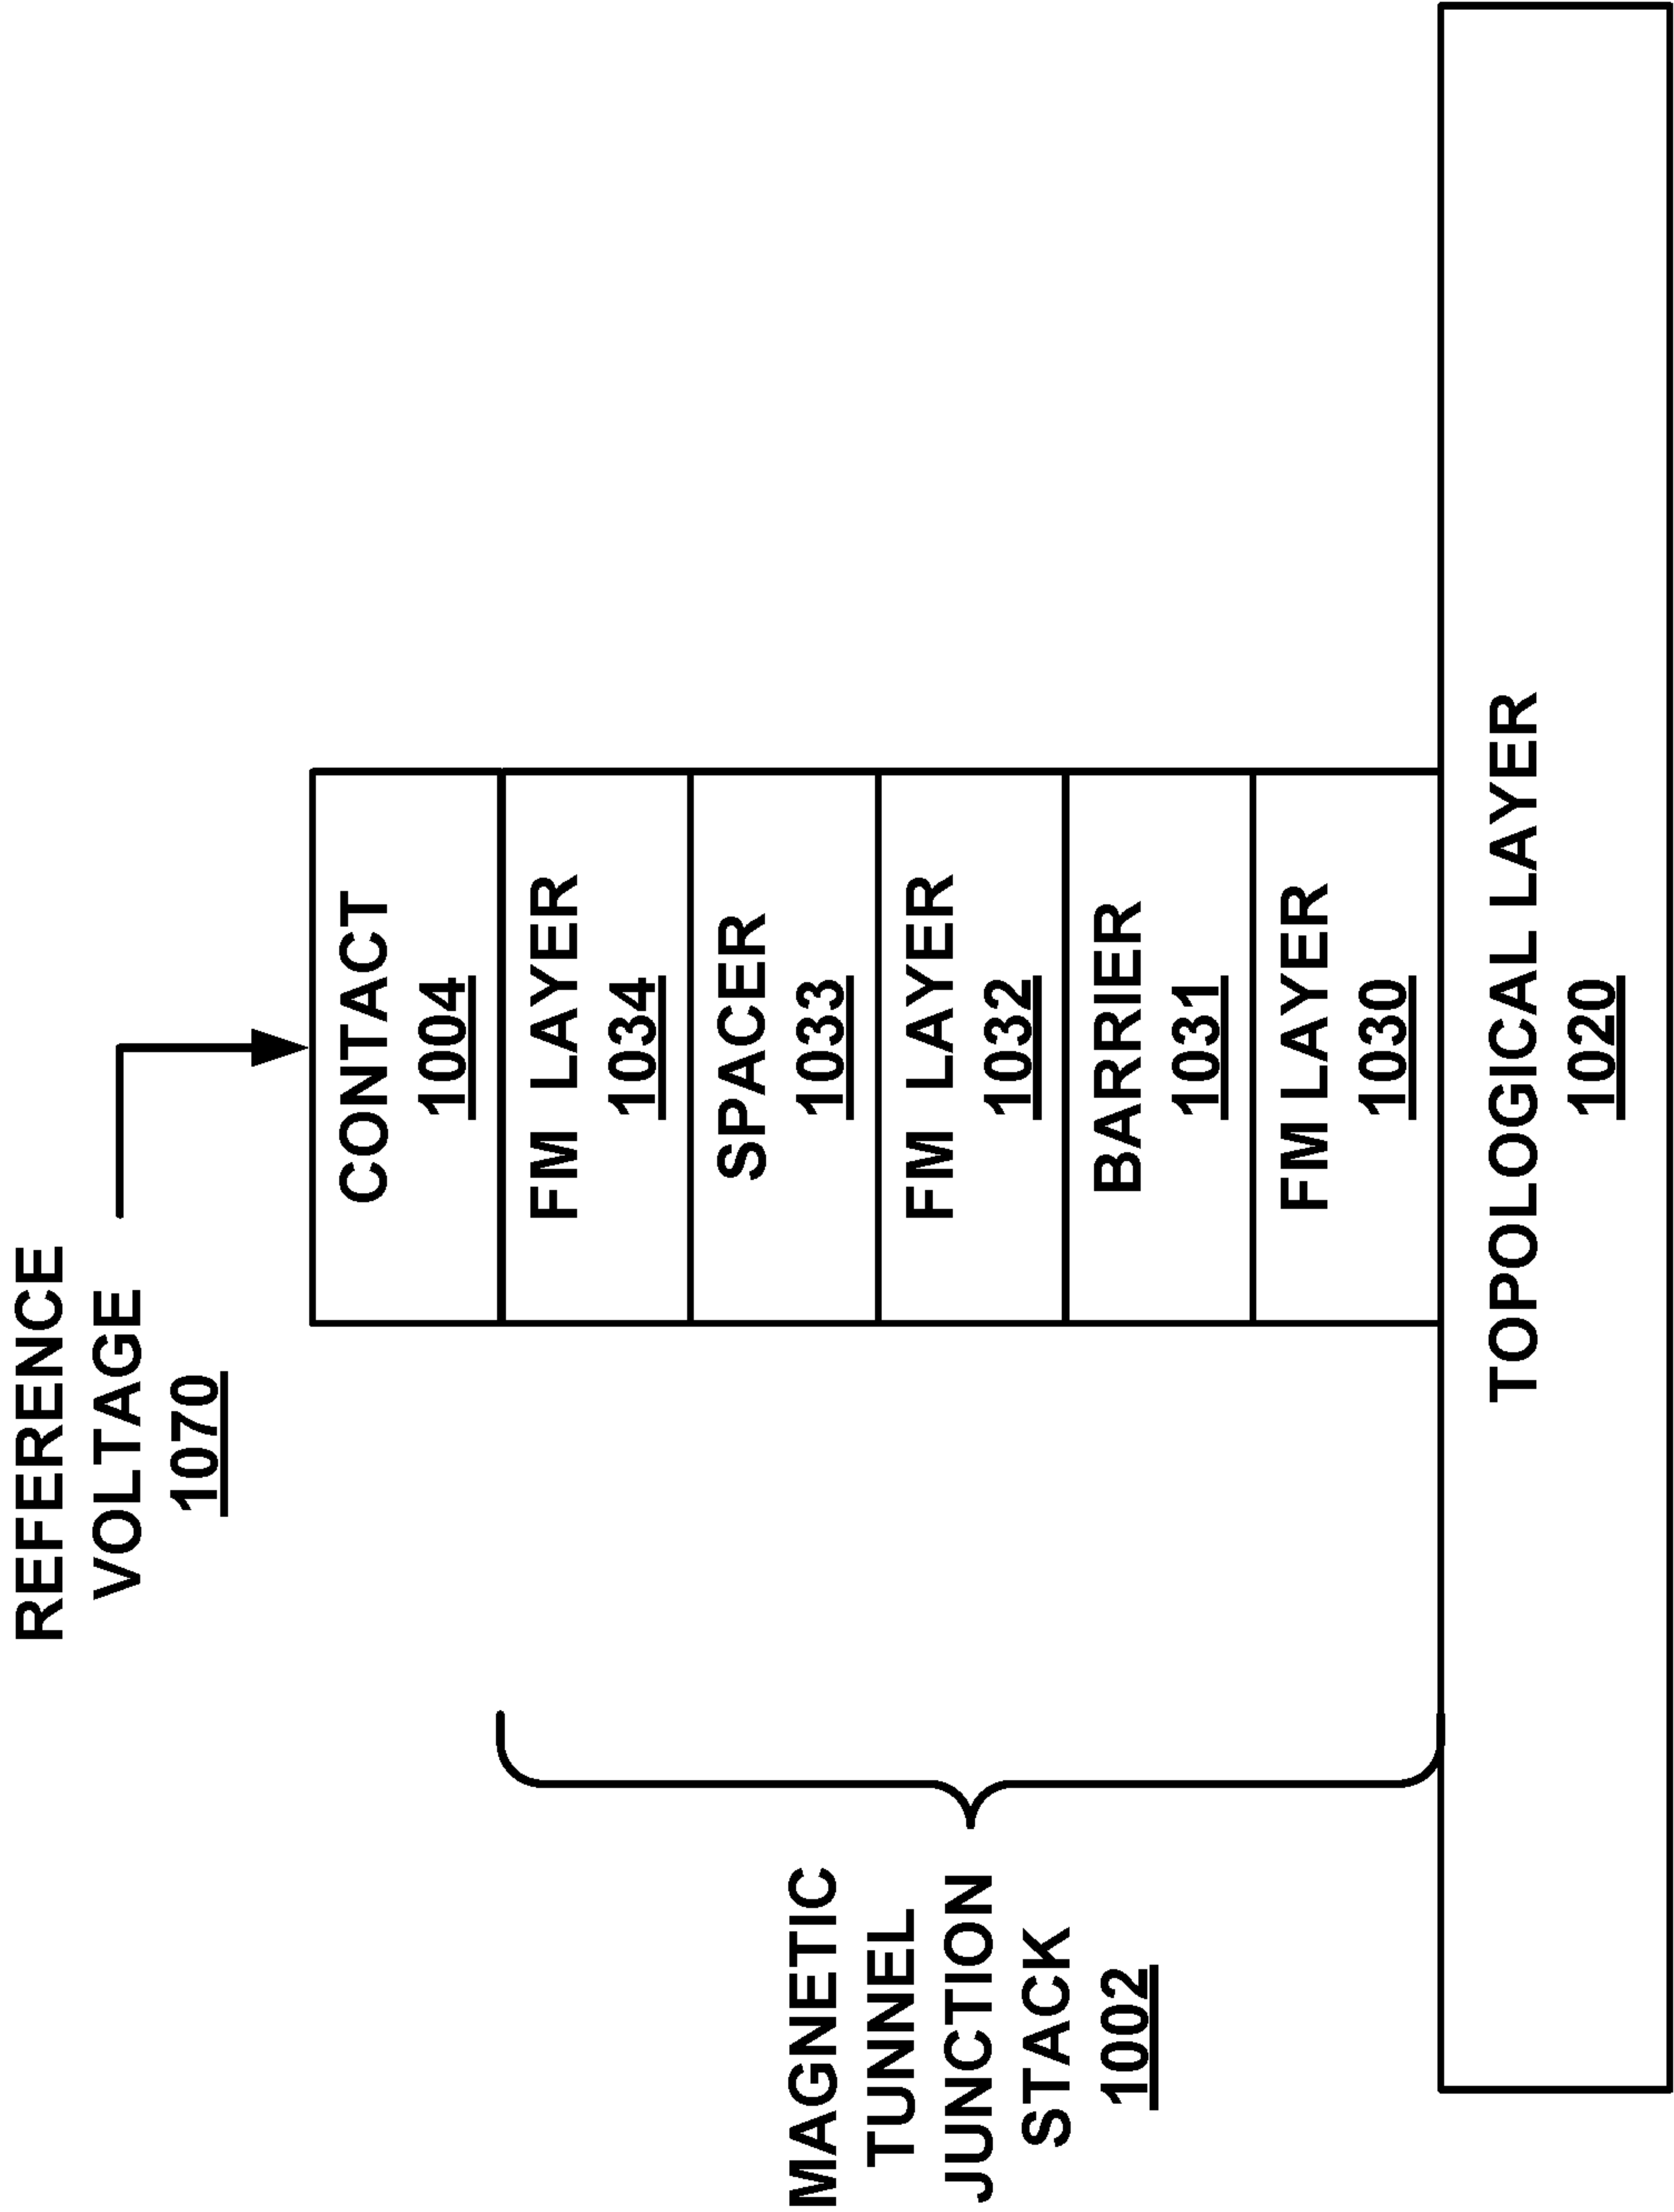 REFERENCE
VOLTAGE
1070
CONTACT
1004
FM LAYER
1034
SPACER
1033
FM LAYER
1032
BARRIER
1031
FM LAYER
1030
MAGNETIC
TUNNEL
JUNCTION
STACK
1002
TOPOLOGICAL LAYER
1020